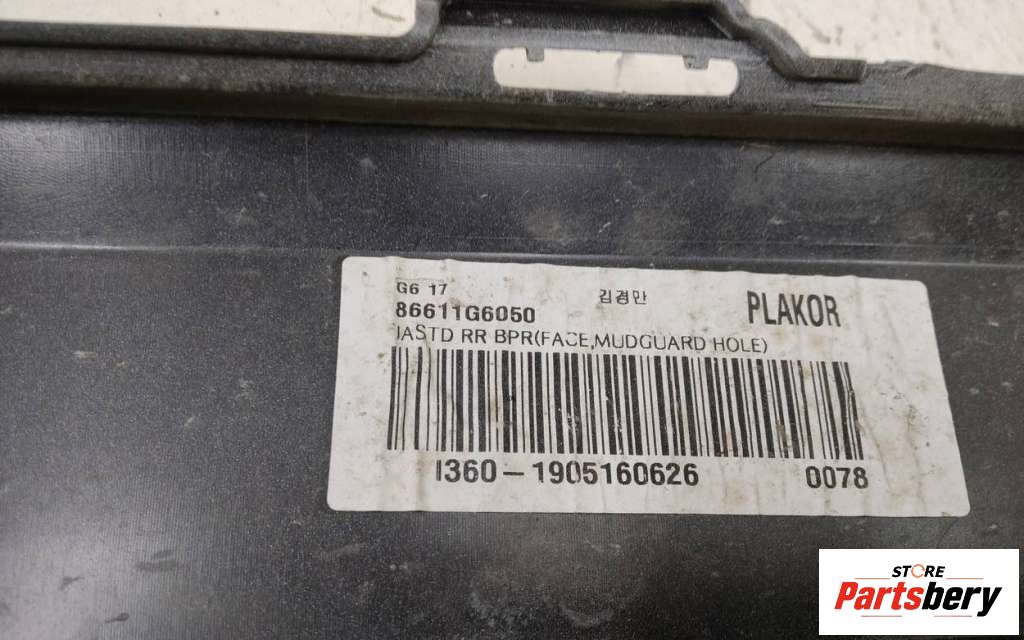 G6 17
86611G6050 김경만 PLAKOR
IASTD RR BPR(FACE,MUDGUARD HOLE)
I360-1905160626 0078
STORE
Partsbery